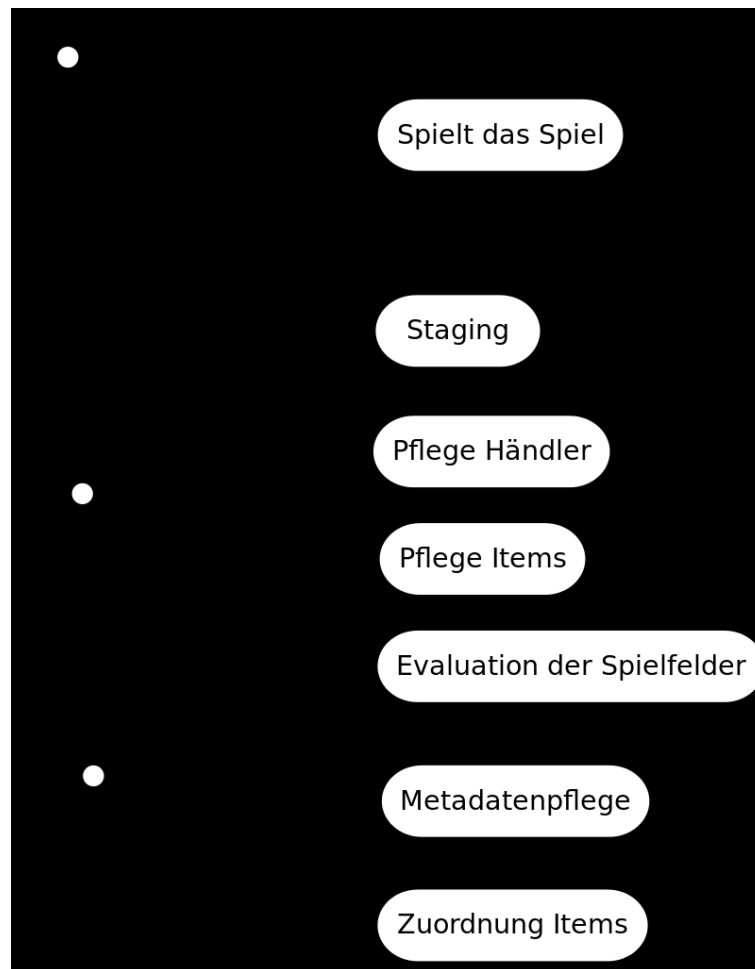 Spielt das Spiel
Staging
Pflege Händler
Pflege Items
Evaluation der Spielfelder
Metadatenpflege
Zuordnung Items